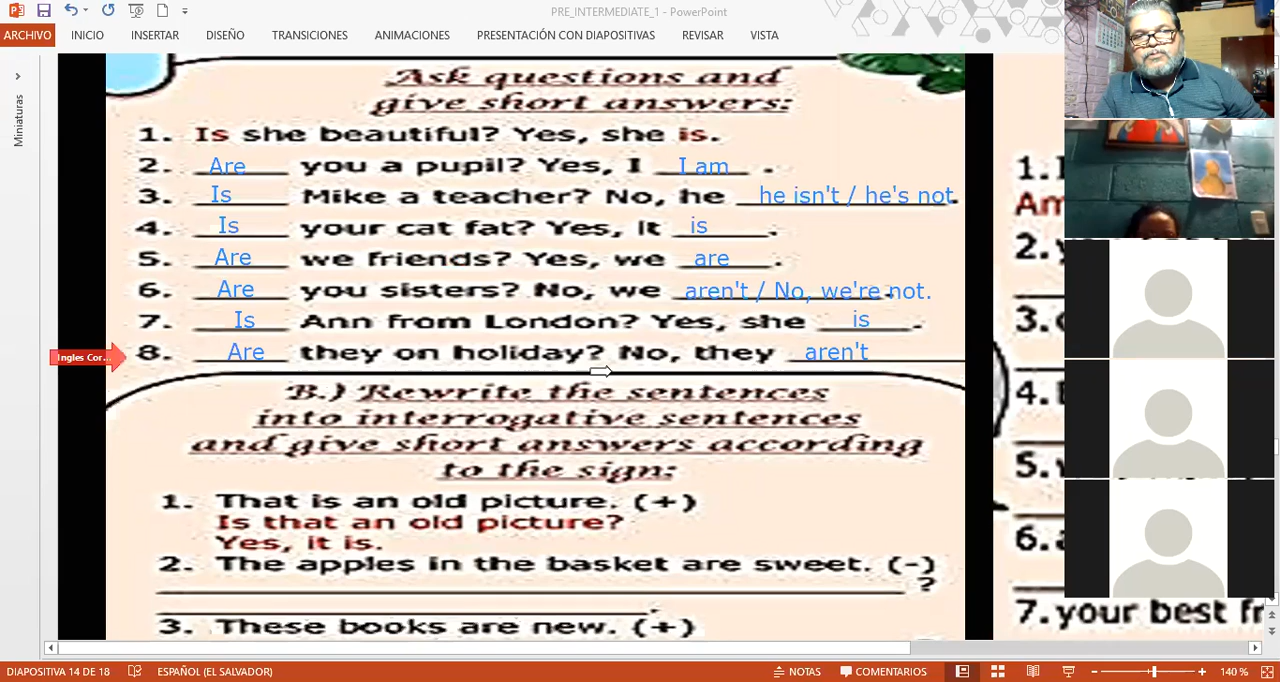 PRE_INTERMEDIATE_1 - PowerPoint
ARCHIVO INICIO INSERTAR DISEÑO TRANSICIONES ANIMACIONES PRESENTACIÓN CON DIAPOSITIVAS REVISAR VISTA
Miniaturas
Ask questions and
give short answers:
1. Is she beautiful? Yes, she is.
2. Are you a pupil? Yes, I I am .
3. Is Mike a teacher? No, he he isn't / he's not.
4. Is your cat fat? Yes, it is .
5. Are we friends? Yes, we are .
6. Are you sisters? No, we aren't / No, we're not.
7. Is Ann from London? Yes, she is .
8. Are they on holiday? No, they aren't
Ingles Cor...
B.) Rewrite the sentences
into interrogative sentences
and give short answers according
to the sign:
1. That is an old picture. (+)
Is that an old picture?
Yes, it is.
2. The apples in the basket are sweet. (-)
?
.
3. These books are new. (+)
1.
Am
2.
3.
4.
5.
6.
7. your best fr
DIAPOSITIVA 14 DE 18 ESPAÑOL (EL SALVADOR) NOTAS COMENTARIOS 140 %